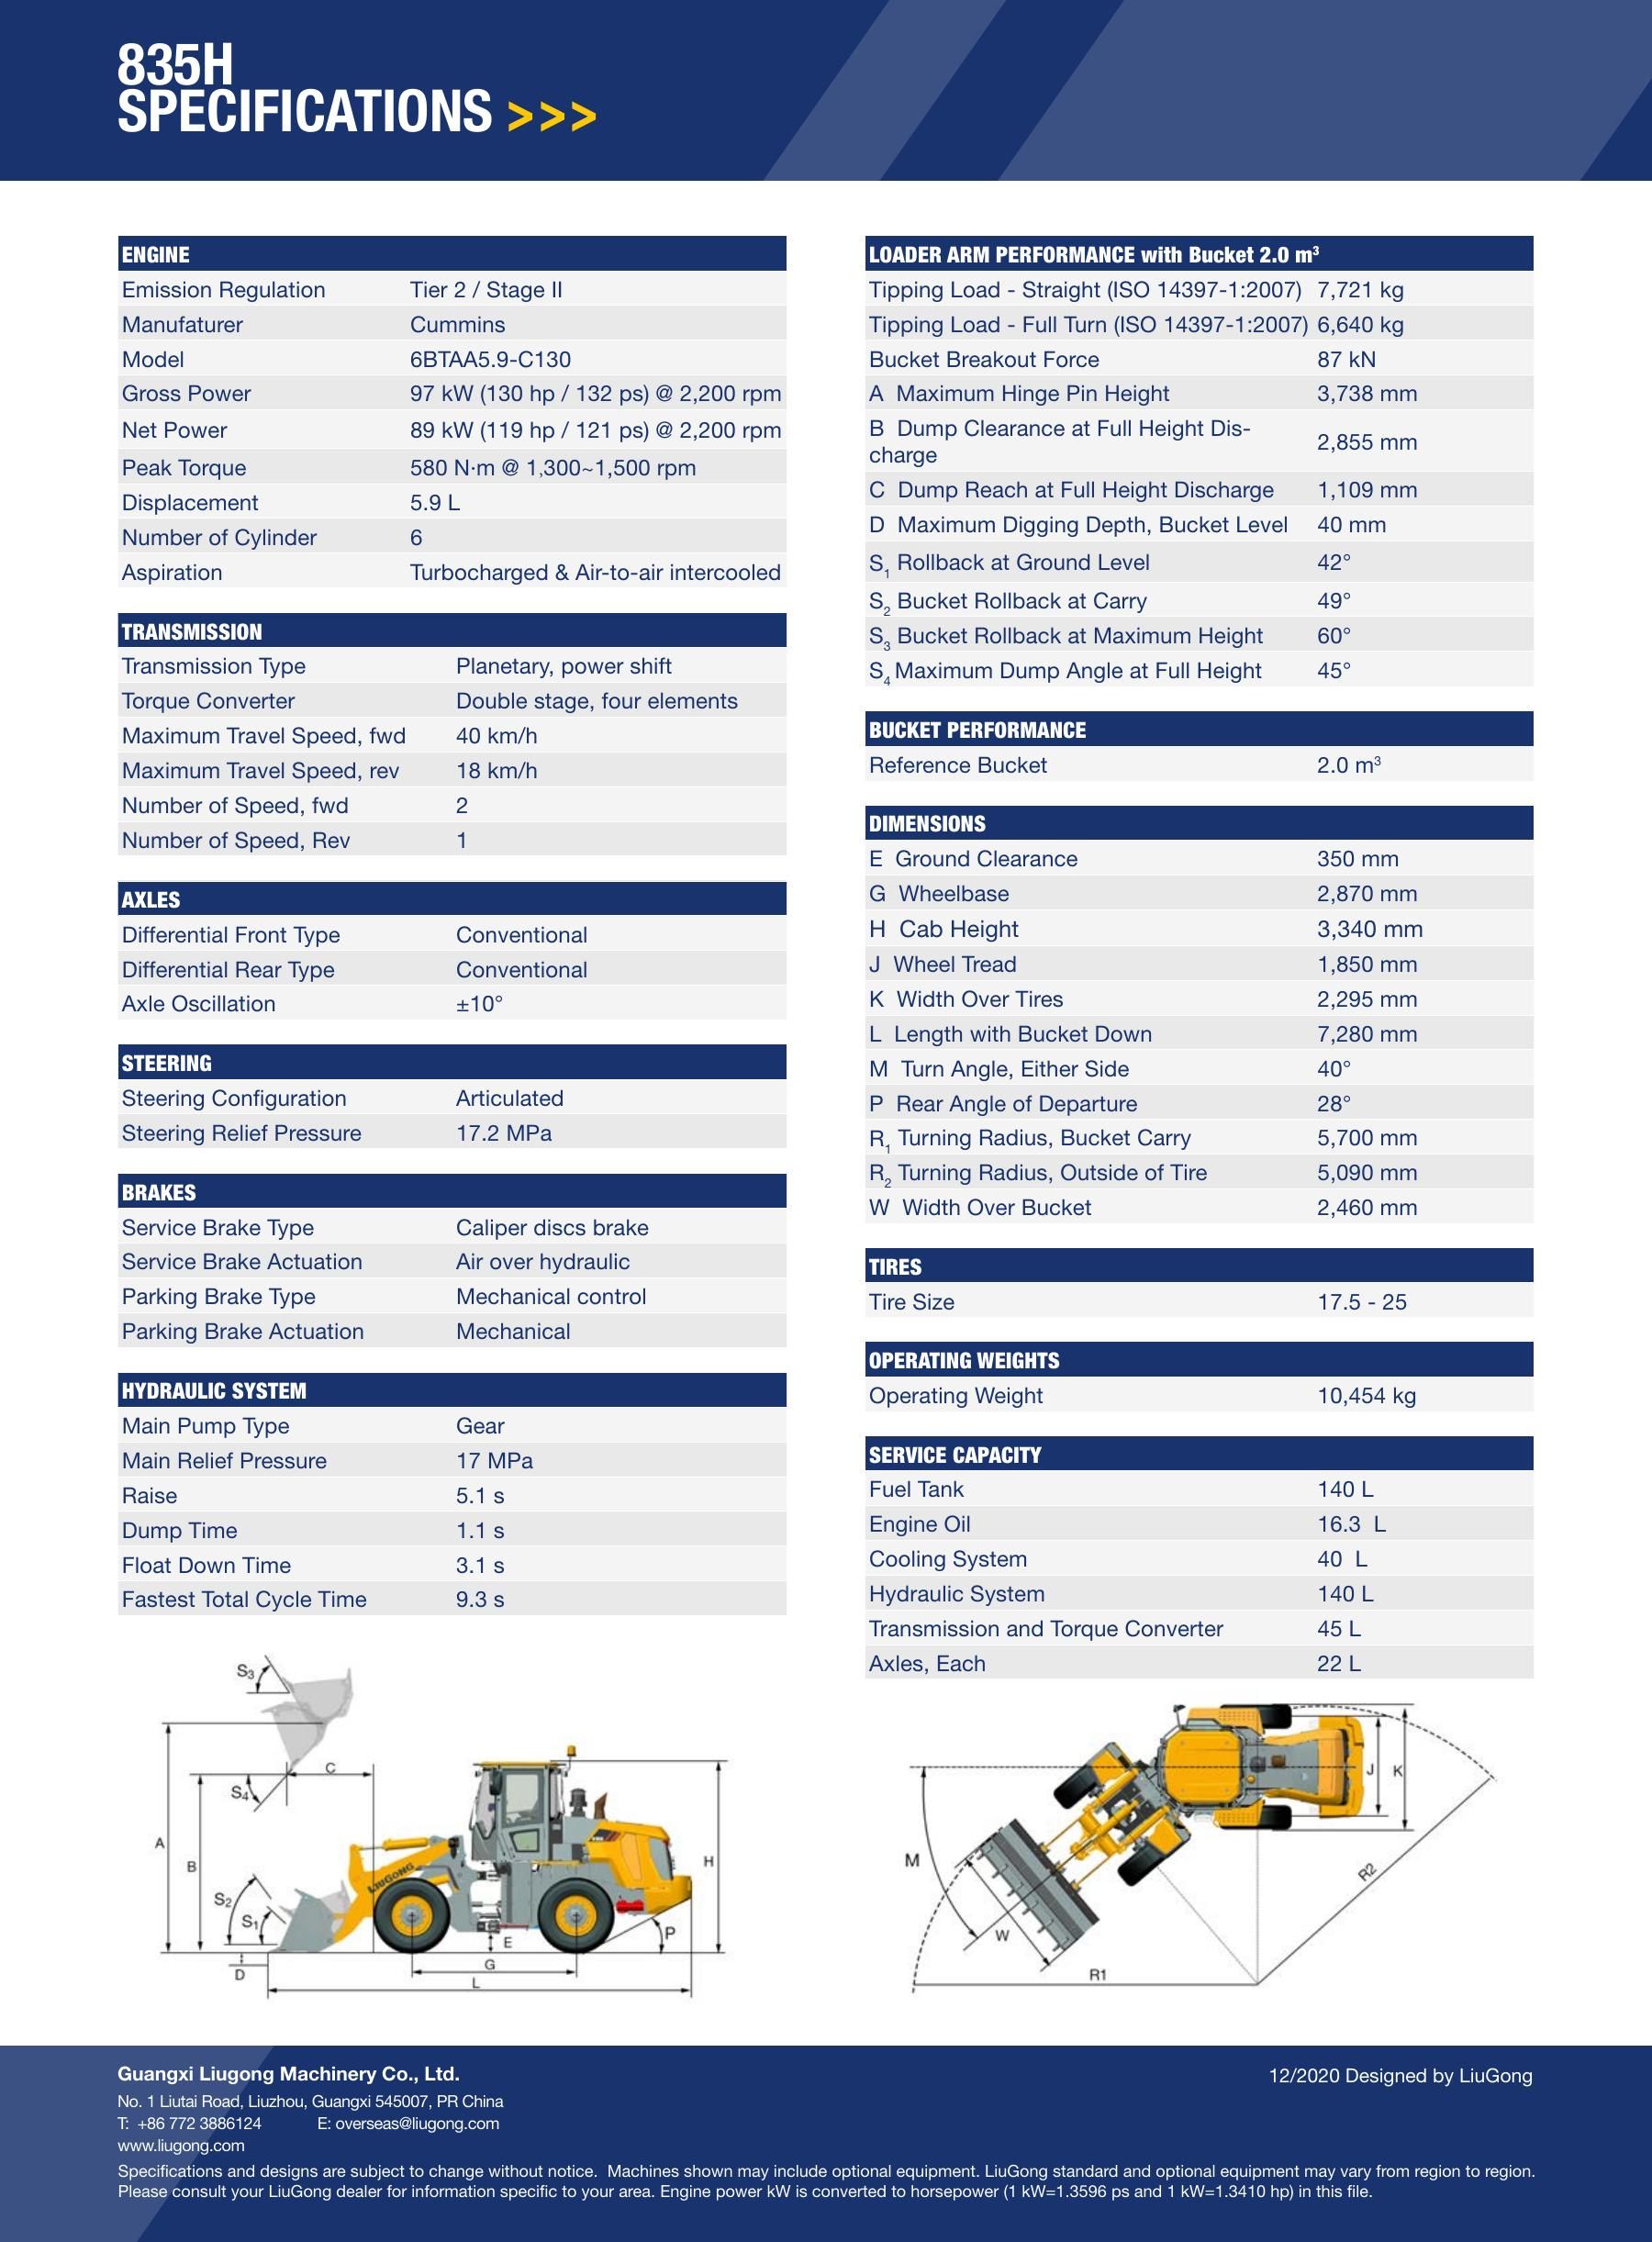 835H
SPECIFICATIONS >>>
ENGINE
Emission Regulation Tier 2 / Stage II
Manufaturer Cummins
Model 6BTAA5.9-C130
Gross Power 97 kW (130 hp / 132 ps) @ 2,200 rpm
Net Power 89 kW (119 hp / 121 ps) @ 2,200 rpm
Peak Torque 580 N·m @ 1,300~1,500 rpm
Displacement 5.9 L
Number of Cylinder 6
Aspiration Turbocharged & Air-to-air intercooled
TRANSMISSION
Transmission Type Planetary, power shift
Torque Converter Double stage, four elements
Maximum Travel Speed, fwd 40 km/h
Maximum Travel Speed, rev 18 km/h
Number of Speed, fwd 2
Number of Speed, Rev 1
AXLES
Differential Front Type Conventional
Differential Rear Type Conventional
Axle Oscillation ±10°
STEERING
Steering Configuration Articulated
Steering Relief Pressure 17.2 MPa
BRAKES
Service Brake Type Caliper discs brake
Service Brake Actuation Air over hydraulic
Parking Brake Type Mechanical control
Parking Brake Actuation Mechanical
HYDRAULIC SYSTEM
Main Pump Type Gear
Main Relief Pressure 17 MPa
Raise 5.1 s
Dump Time 1.1 s
Float Down Time 3.1 s
Fastest Total Cycle Time 9.3 s
S3
C
S4
A
B
H
LIUGONG
S2
S1
P
E
D
G
L
LOADER ARM PERFORMANCE with Bucket 2.0 m³
Tipping Load - Straight (ISO 14397-1:2007) 7,721 kg
Tipping Load - Full Turn (ISO 14397-1:2007) 6,640 kg
Bucket Breakout Force 87 kN
A Maximum Hinge Pin Height 3,738 mm
B Dump Clearance at Full Height Dis-
charge 2,855 mm
C Dump Reach at Full Height Discharge 1,109 mm
D Maximum Digging Depth, Bucket Level 40 mm
S₁ Rollback at Ground Level 42°
S₂ Bucket Rollback at Carry 49°
S₃ Bucket Rollback at Maximum Height 60°
S₄ Maximum Dump Angle at Full Height 45°
BUCKET PERFORMANCE
Reference Bucket 2.0 m³
DIMENSIONS
E Ground Clearance 350 mm
G Wheelbase 2,870 mm
H Cab Height 3,340 mm
J Wheel Tread 1,850 mm
K Width Over Tires 2,295 mm
L Length with Bucket Down 7,280 mm
M Turn Angle, Either Side 40°
P Rear Angle of Departure 28°
R₁ Turning Radius, Bucket Carry 5,700 mm
R₂ Turning Radius, Outside of Tire 5,090 mm
W Width Over Bucket 2,460 mm
TIRES
Tire Size 17.5 - 25
OPERATING WEIGHTS
Operating Weight 10,454 kg
SERVICE CAPACITY
Fuel Tank 140 L
Engine Oil 16.3 L
Cooling System 40 L
Hydraulic System 140 L
Transmission and Torque Converter 45 L
Axles, Each 22 L
J K
M
R2
W
R1
Guangxi Liugong Machinery Co., Ltd.
12/2020 Designed by LiuGong
No. 1 Liutai Road, Liuzhou, Guangxi 545007, PR China
T: +86 772 3886124 E: overseas@liugong.com
www.liugong.com
Specifications and designs are subject to change without notice. Machines shown may include optional equipment. LiuGong standard and optional equipment may vary from region to region.
Please consult your LiuGong dealer for information specific to your area. Engine power kW is converted to horsepower (1 kW=1.3596 ps and 1 kW=1.3410 hp) in this file.